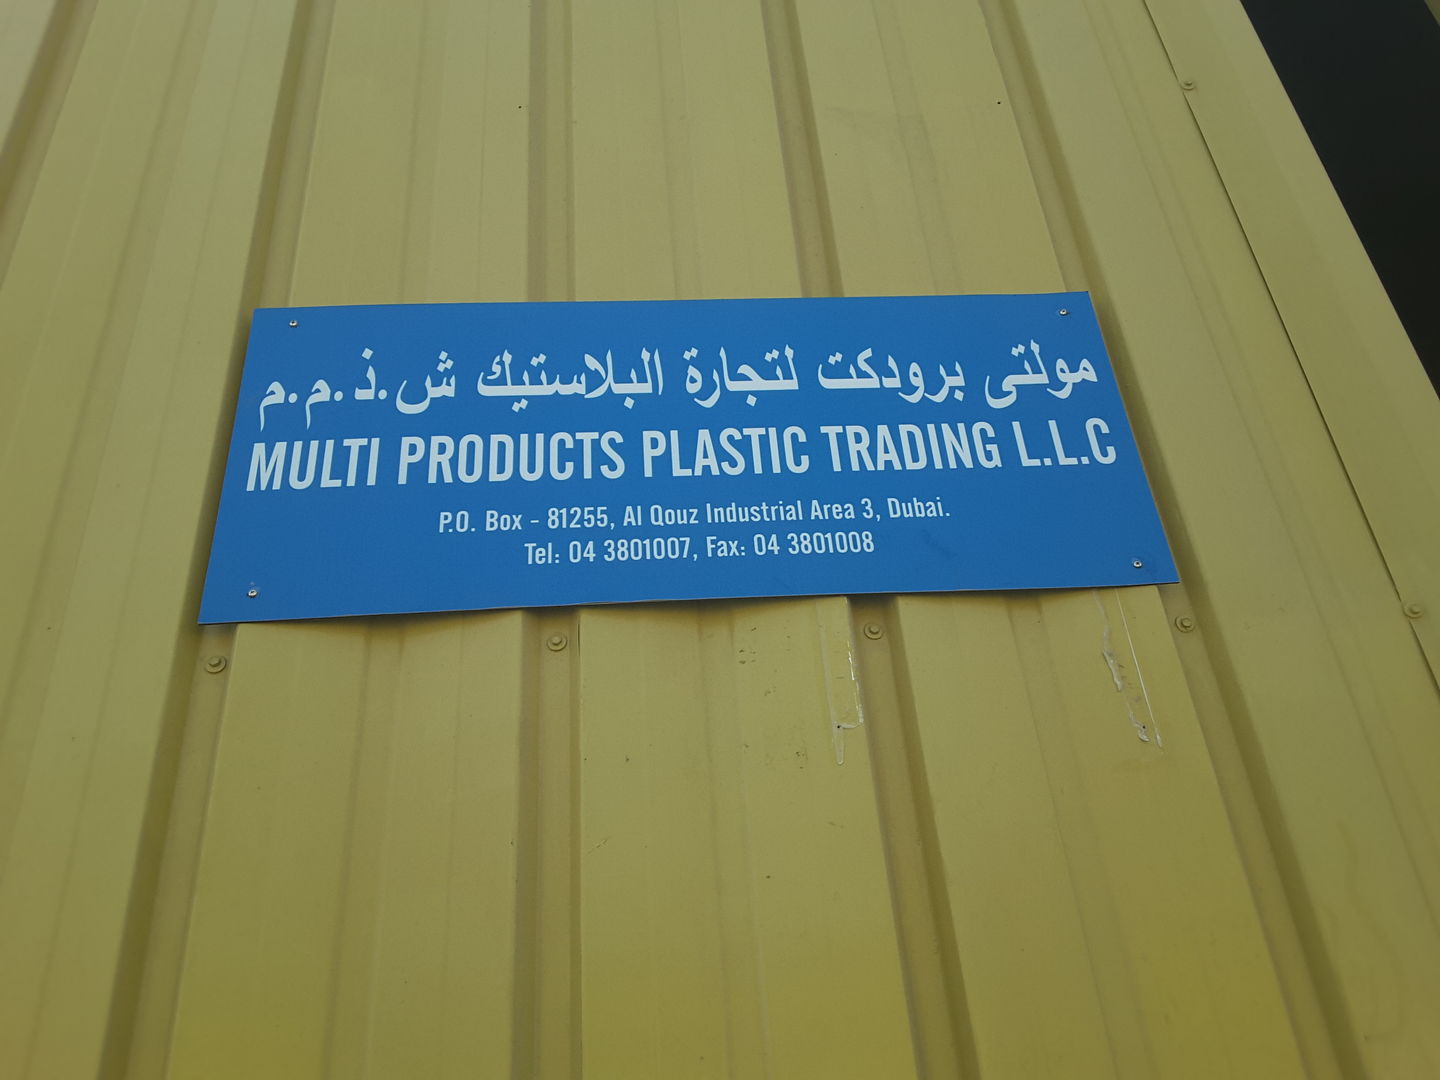 مولتى برودكت لتجارة البلاستيك ش.ذ.م.م
MULTI PRODUCTS PLASTIC TRADING L.L.C
P.O. Box - 81255, Al Qouz Industrial Area 3, Dubai.
Tel: 04 3801007, Fax: 04 3801008